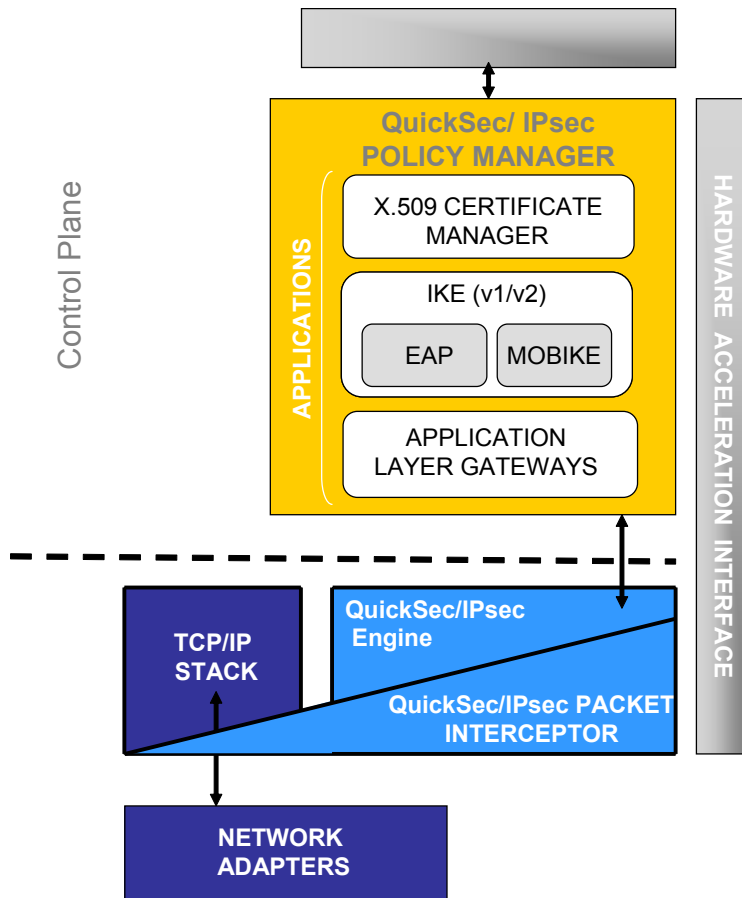 QuickSec/ IPsec
POLICY MANAGER
Control Plane
APPLICATIONS
X.509 CERTIFICATE
MANAGER
IKE (v1/v2)
EAP
MOBIKE
APPLICATION
LAYER GATEWAYS
HARDWARE ACCELERATION INTERFACE
TCP/IP
STACK
QuickSec/IPsec
Engine
QuickSec/IPsec PACKET
INTERCEPTOR
NETWORK
ADAPTERS